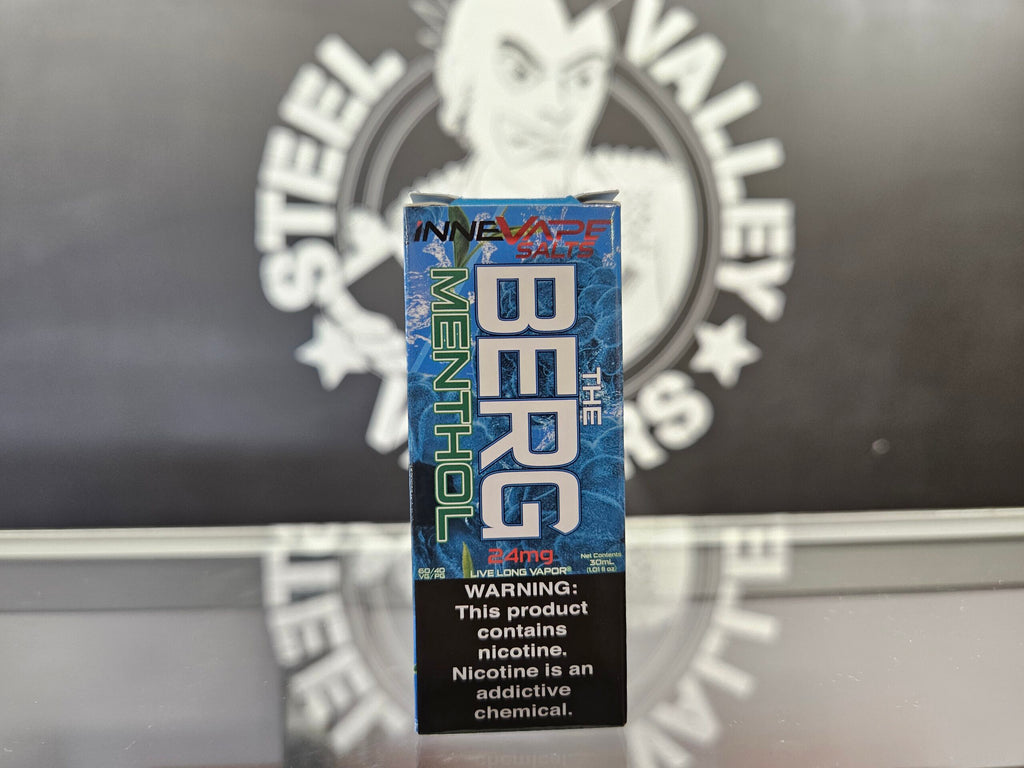 STEEL VALLEY
INNEVAPE
SALTS
THE
BERG
MENTHOL
24mg
60/40
VG/PG
LIVE LONG VAPOR®
Net Contents
30mL
(1.01 fl oz)
WARNING:
This product
contains
nicotine.
Nicotine is an
addictive
chemical.